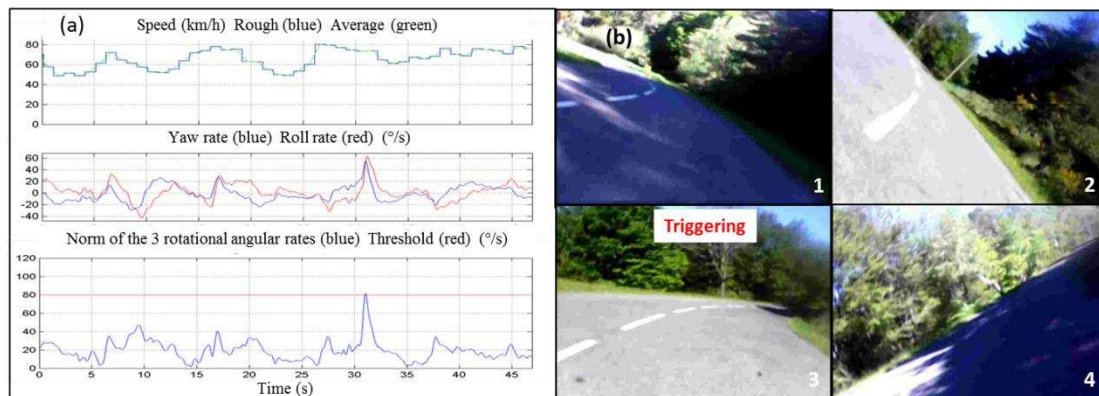 (a)
Speed (km/h) Rough (blue) Average (green)
80
60
40
20
0
Yaw rate (blue) Roll rate (red) (°/s)
60
40
20
0
-20
-40
Norm of the 3 rotational angular rates (blue) Threshold (red) (°/s)
120
100
80
60
40
20
0
0 5 10 15 20 25 30 35 40 45
Time (s)
(b)
1
2
Triggering
3
4